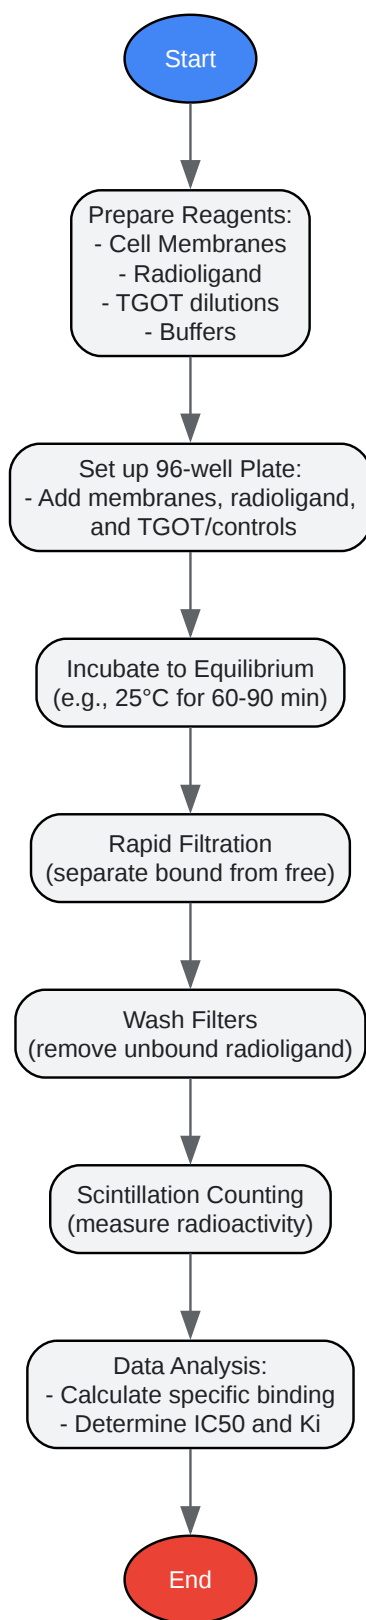 Start
Prepare Reagents:
- Cell Membranes
- Radioligand
- TGOT dilutions
- Buffers
Set up 96-well Plate:
- Add membranes, radioligand,
and TGOT/controls
Incubate to Equilibrium
(e.g., 25°C for 60-90 min)
Rapid Filtration
(separate bound from free)
Wash Filters
(remove unbound radioligand)
Scintillation Counting
(measure radioactivity)
Data Analysis:
- Calculate specific binding
- Determine IC50 and Ki
End